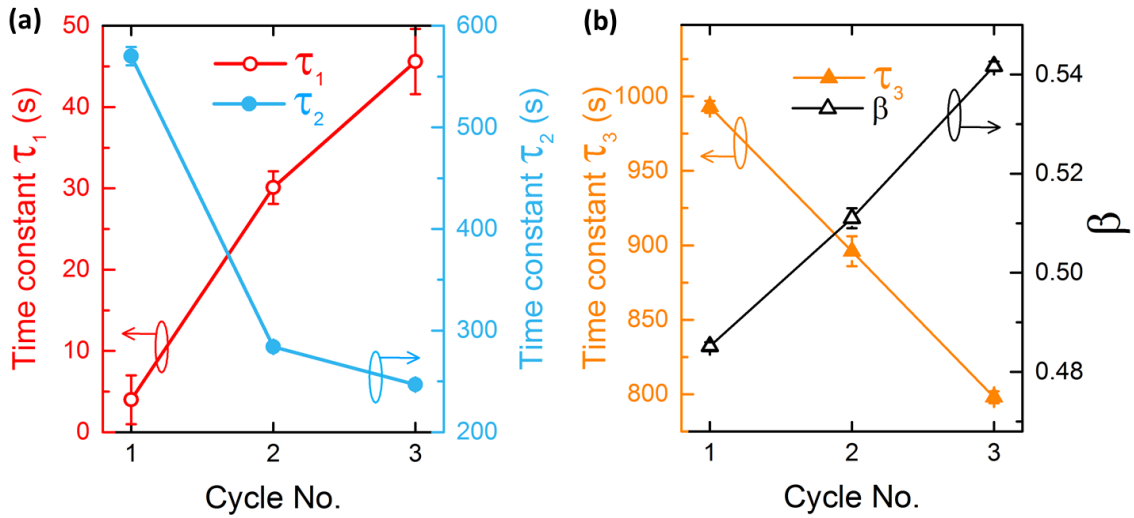 (a)
50
40
30
20
10
0
Time constant τ1 (s)
τ1
τ2
600
500
400
300
200
Time constant τ2 (s)
1 2 3
Cycle No.
(b)
1000
950
900
850
800
Time constant τ3 (s)
τ3
β
0.54
0.52
0.50
0.48
β
1 2 3
Cycle No.